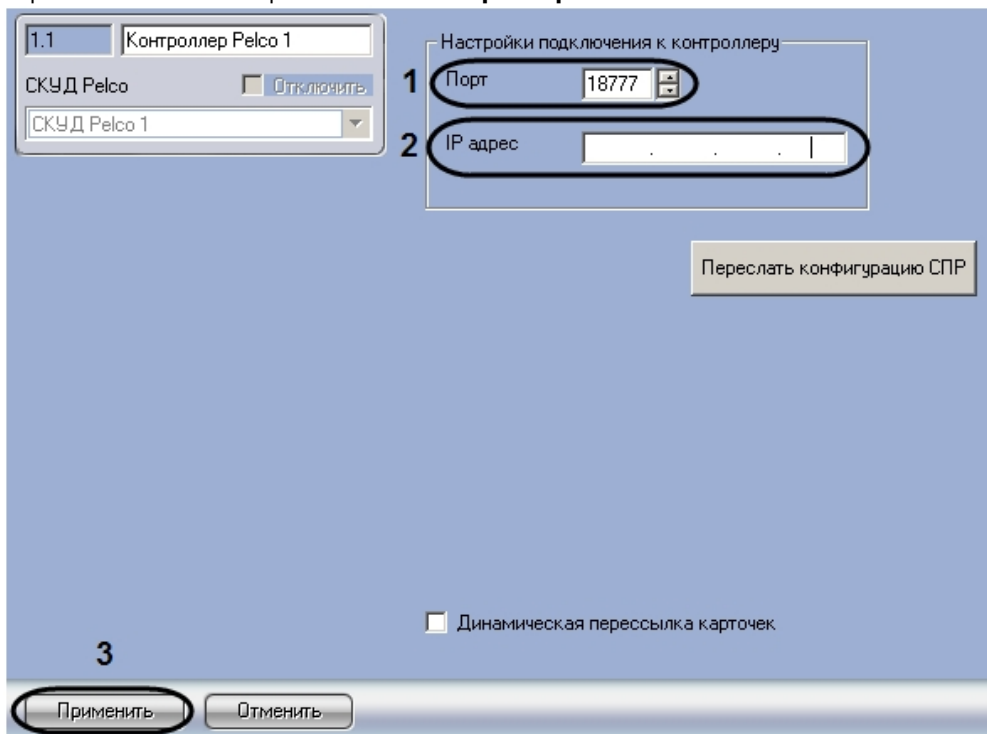 1.1 Контроллер Pelco 1
СКУД Pelco Отключить
СКУД Pelco 1
Настройки подключения к контроллеру
1 Порт 18777
2 IP адрес . . .
Переслать конфигурацию СПР
Динамическая перессылка карточек
3
Применить Отменить